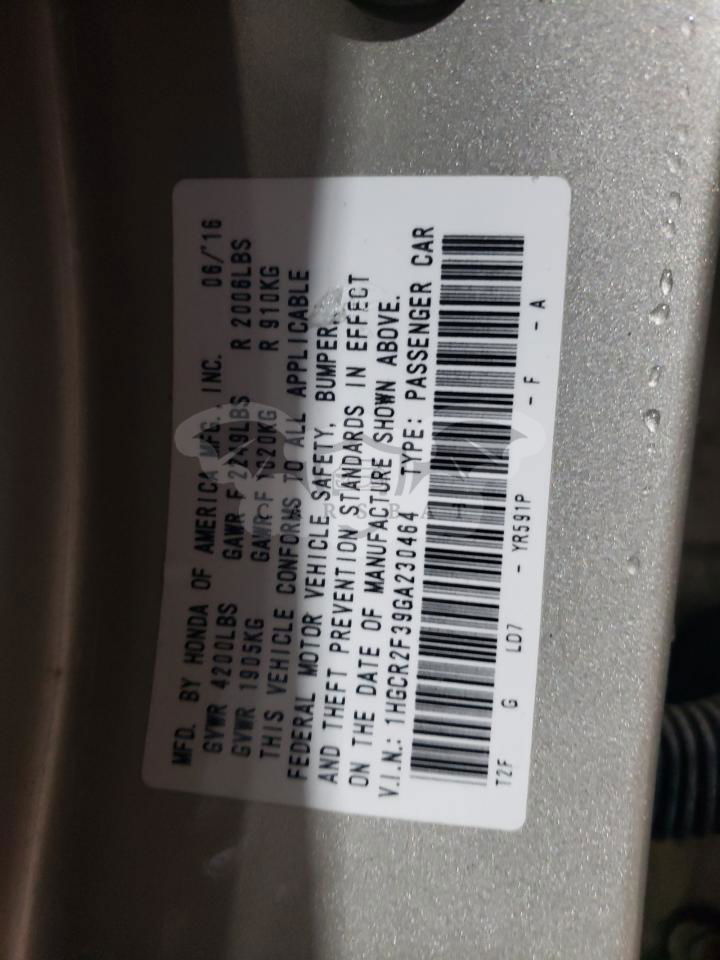 MFD. BY HONDA OF AMERICA MFG., INC. 06/'16
GVWR 4200LBS GAWR F 2249LBS R 2006LBS
GVWR 1905KG GAWR F 1020KG R 910KG
THIS VEHICLE CONFORMS TO ALL APPLICABLE
FEDERAL MOTOR VEHICLE SAFETY, BUMPER,
AND THEFT PREVENTION STANDARDS IN EFFECT
ON THE DATE OF MANUFACTURE SHOWN ABOVE.
V.I.N.: 1HGCR2F39GA230464 TYPE: PASSENGER CAR
T2F G LD7 - YR591P - F - A